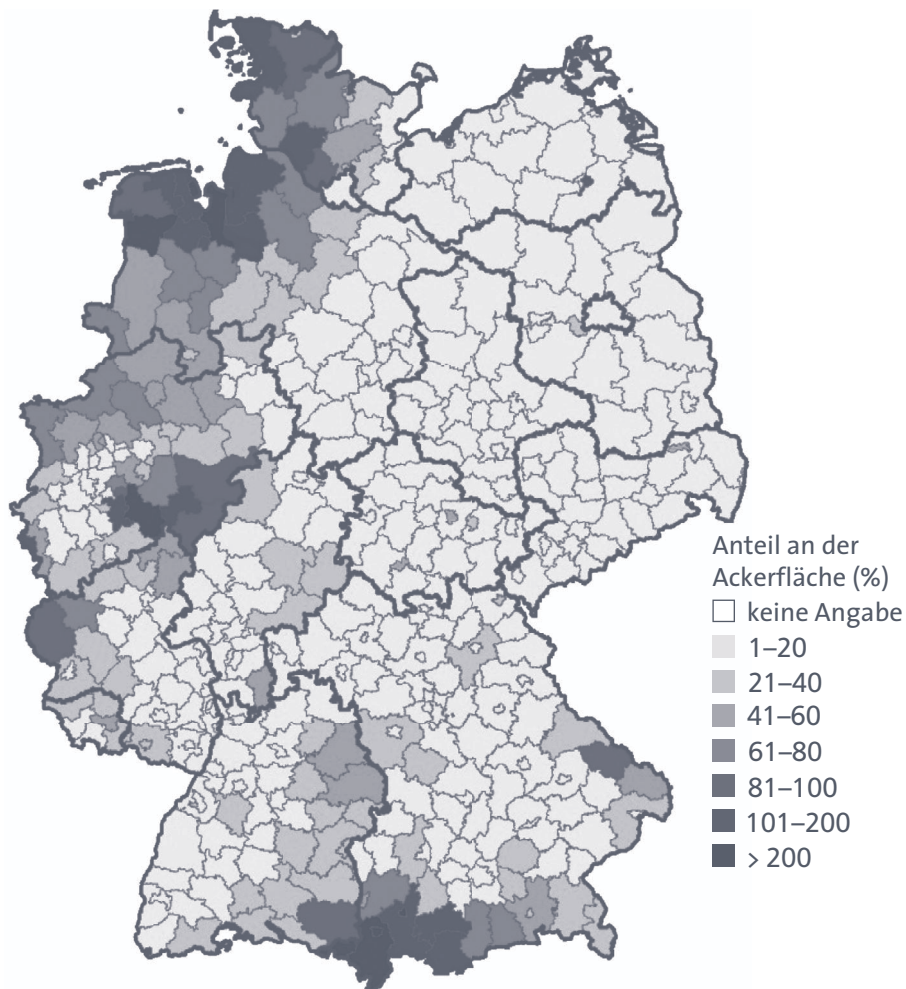 Anteil an der
Ackerfläche (%)
keine Angabe
1–20
21–40
41–60
61–80
81–100
101–200
> 200